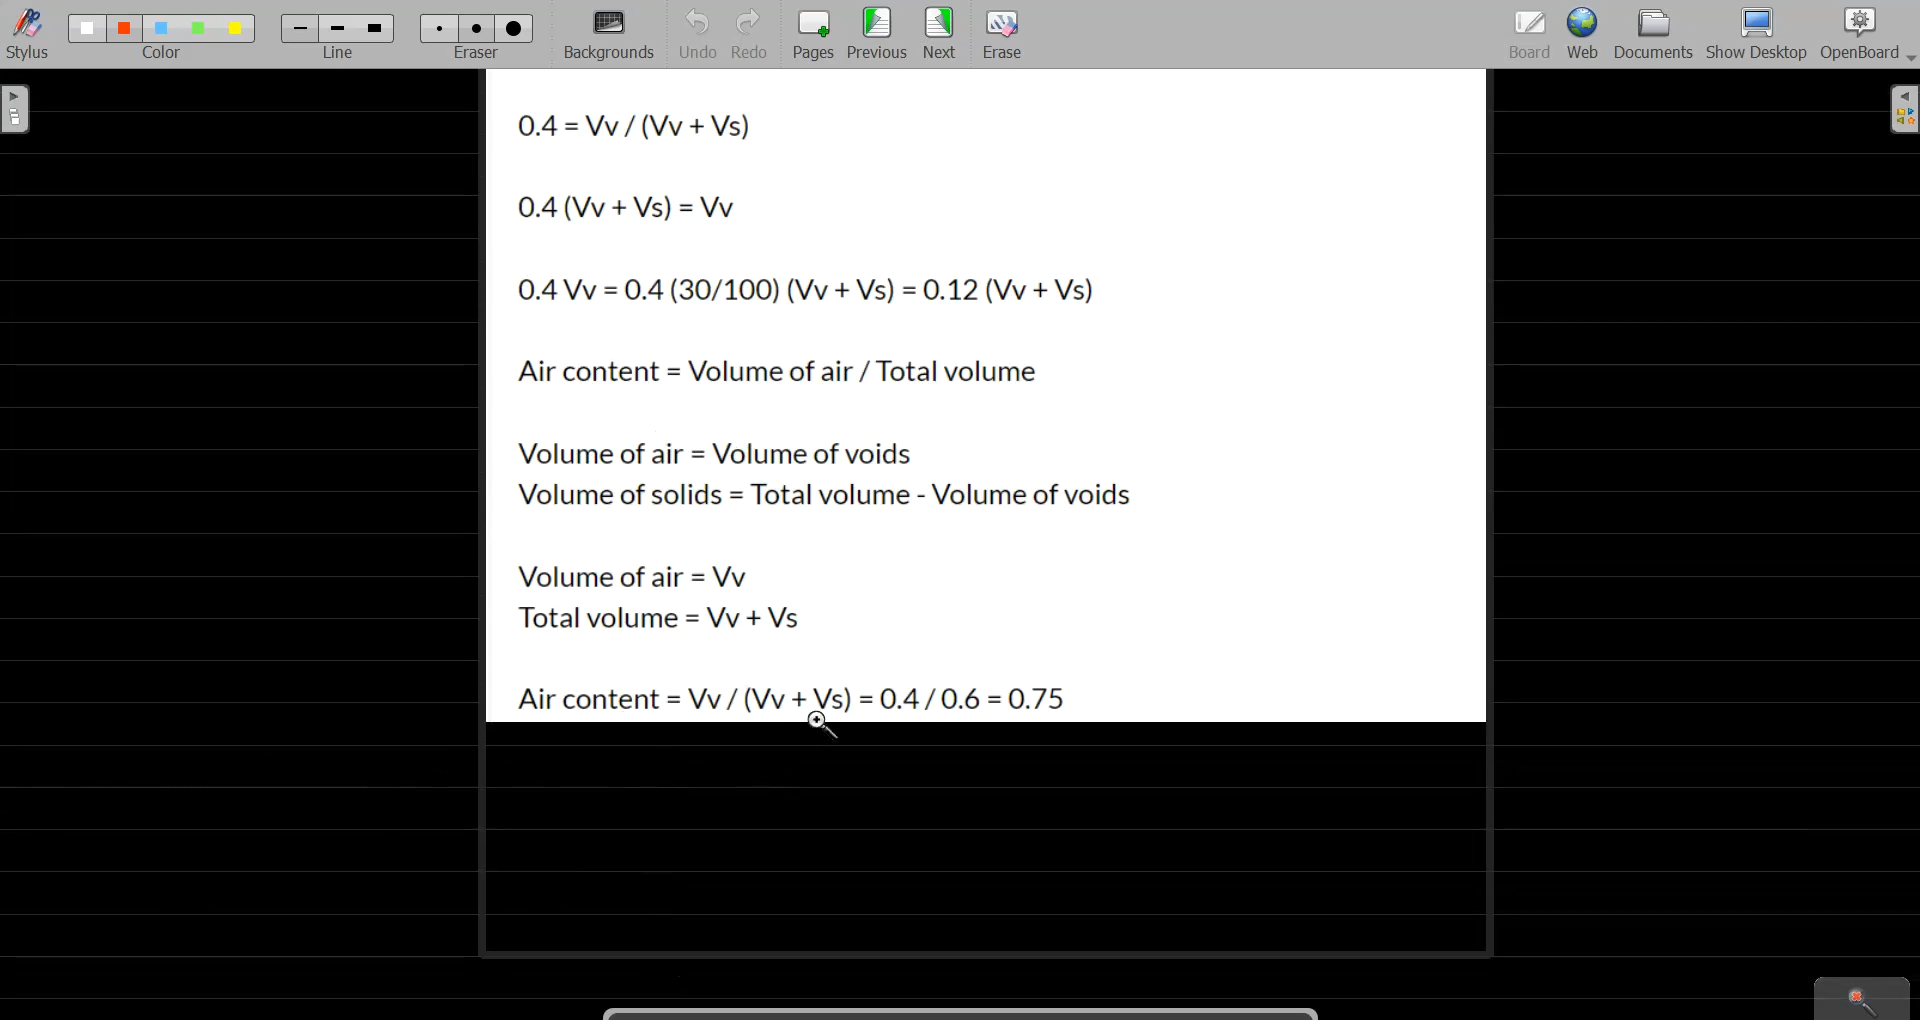 Stylus
Color
Line
Eraser
Backgrounds
Undo
Redo
Pages
Previous
Next
Erase
Board
Web
Documents
Show Desktop
OpenBoard
0.4 = Vv / (Vv + Vs)
0.4 (Vv + Vs) = Vv
0.4 Vv = 0.4 (30/100) (Vv + Vs) = 0.12 (Vv + Vs)
Air content = Volume of air / Total volume
Volume of air = Volume of voids
Volume of solids = Total volume - Volume of voids
Volume of air = Vv
Total volume = Vv + Vs
Air content = Vv / (Vv + Vs) = 0.4 / 0.6 = 0.75